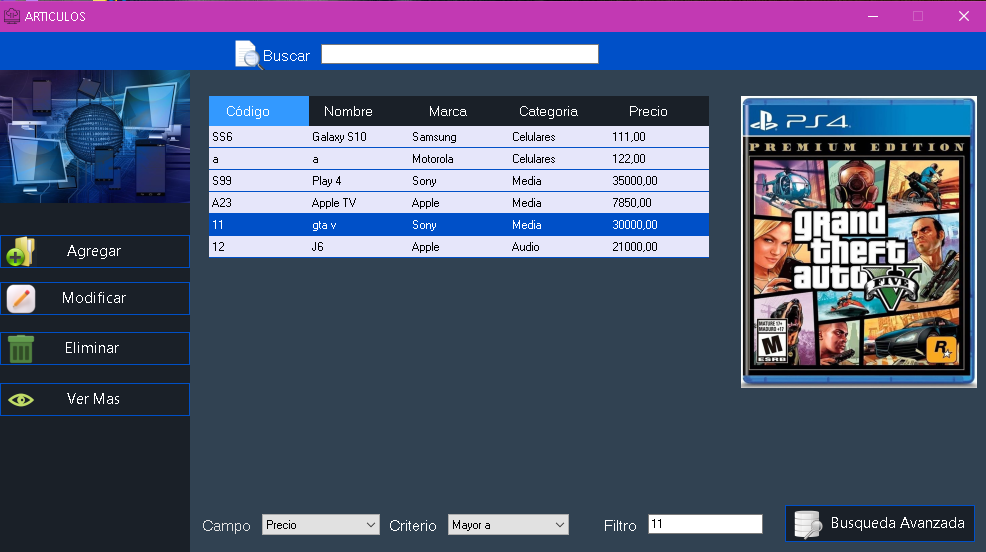 ARTICULOS
Buscar
Código Nombre Marca Categoria Precio
SS6 Galaxy S10 Samsung Celulares 111,00
a a Motorola Celulares 122,00
S99 Play 4 Sony Media 35000,00
A23 Apple TV Apple Media 7850,00
11 gta v Sony Media 30000,00
12 J6 Apple Audio 21000,00
PS4
PREMIUM EDITION
grand
theft
auto V
FIVE
MATURE 17+
MADURO +17
M
ESRB
R
Agregar
Modificar
Eliminar
Ver Mas
Campo Precio Criterio Mayor a Filtro 11 Busqueda Avanzada